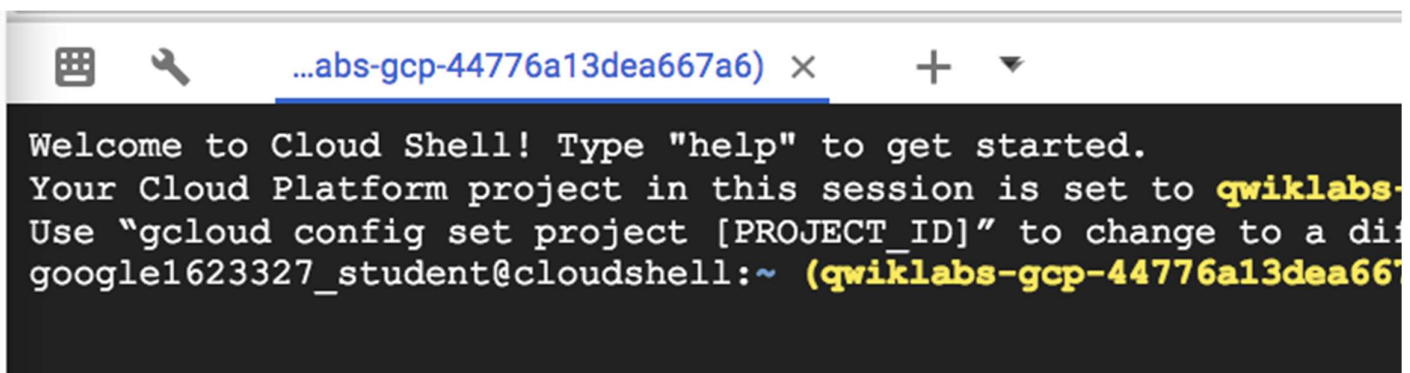 ...abs-gcp-44776a13dea667a6)
Welcome to Cloud Shell! Type "help" to get started.
Your Cloud Platform project in this session is set to qwiklabs-
Use “gcloud config set project [PROJECT_ID]” to change to a
google1623327_student@cloudshell:~ (qwiklabs-gcp-44776a13dea667